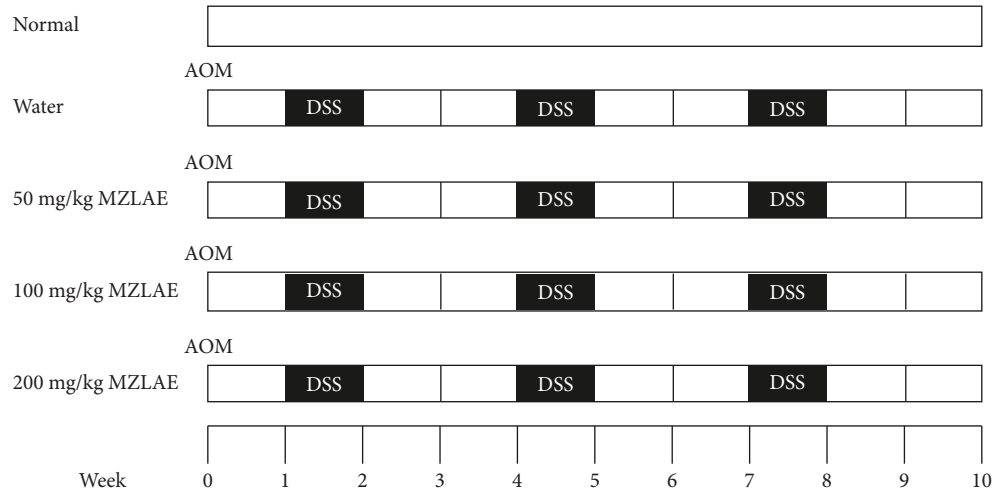 Normal
AOM
Water DSS DSS DSS
AOM
50 mg/kg MZLAE DSS DSS DSS
AOM
100 mg/kg MZLAE DSS DSS DSS
AOM
200 mg/kg MZLAE DSS DSS DSS
Week 0 1 2 3 4 5 6 7 8 9 10